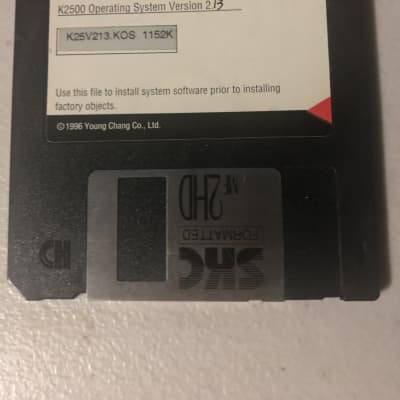 K2500 Operating System Version 2.13
K25V213.KOS 1152K
Use this file to install system software prior to installing
factory objects.
© 1996 Young Chang Co., Ltd.
MF 2HD
FORMATTED
SKC
HD